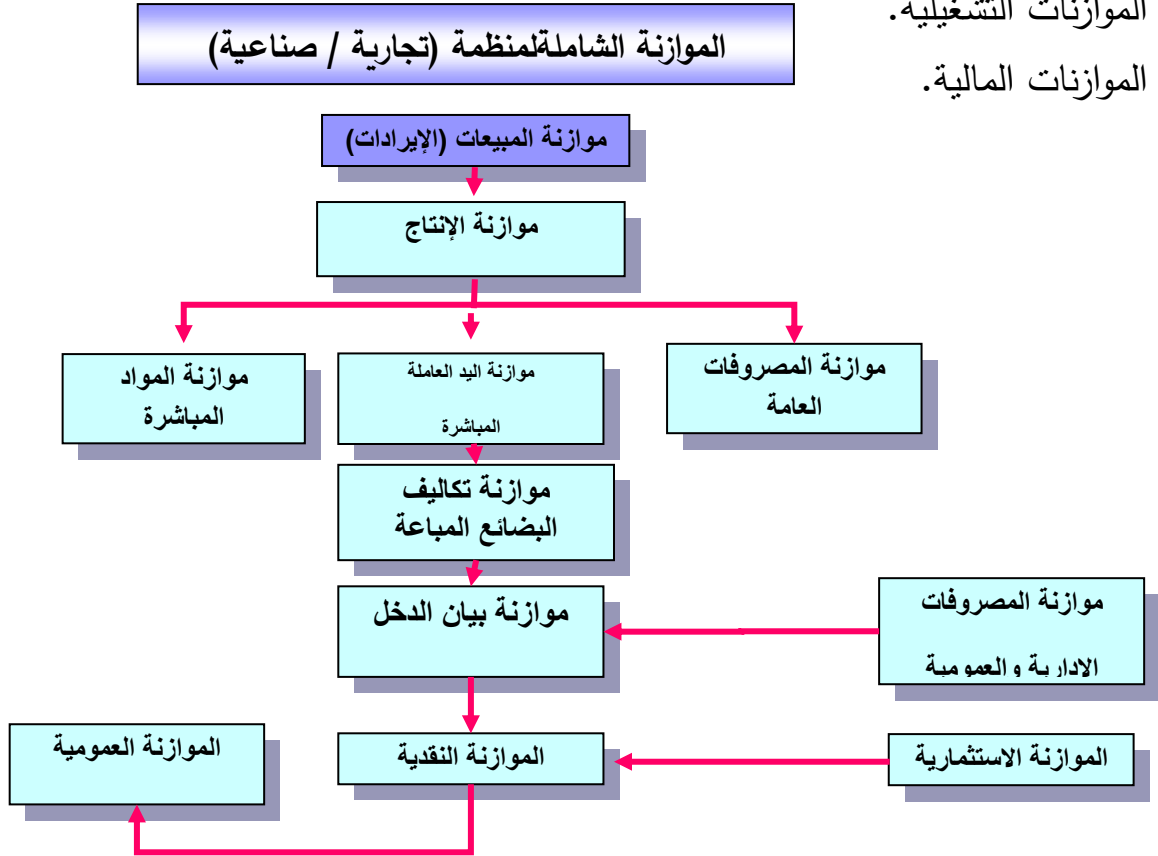 الموازنات التشغيلية.
الموازنة الشاملةلمنظمة (تجارية / صناعية)
الموازنات المالية.
موازنة المبيعات (الإيرادات)
موازنة الإنتاج
موازنة المصروفات
العامة
موازنة اليد العاملة
المباشرة
موازنة المواد
المباشرة
موازنة تكاليف
البضائع المباعة
موازنة المصروفات
الادارية والعمومية
موازنة بيان الدخل
الموازنة الاستثمارية
الموازنة النقدية
الموازنة العمومية